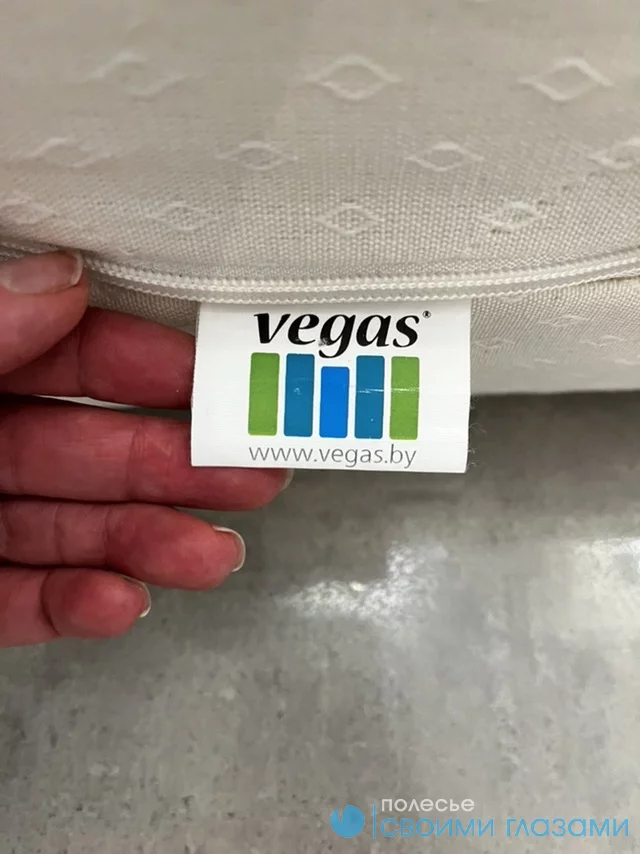 vegas®
www.vegas.by
полесье
своими глазами